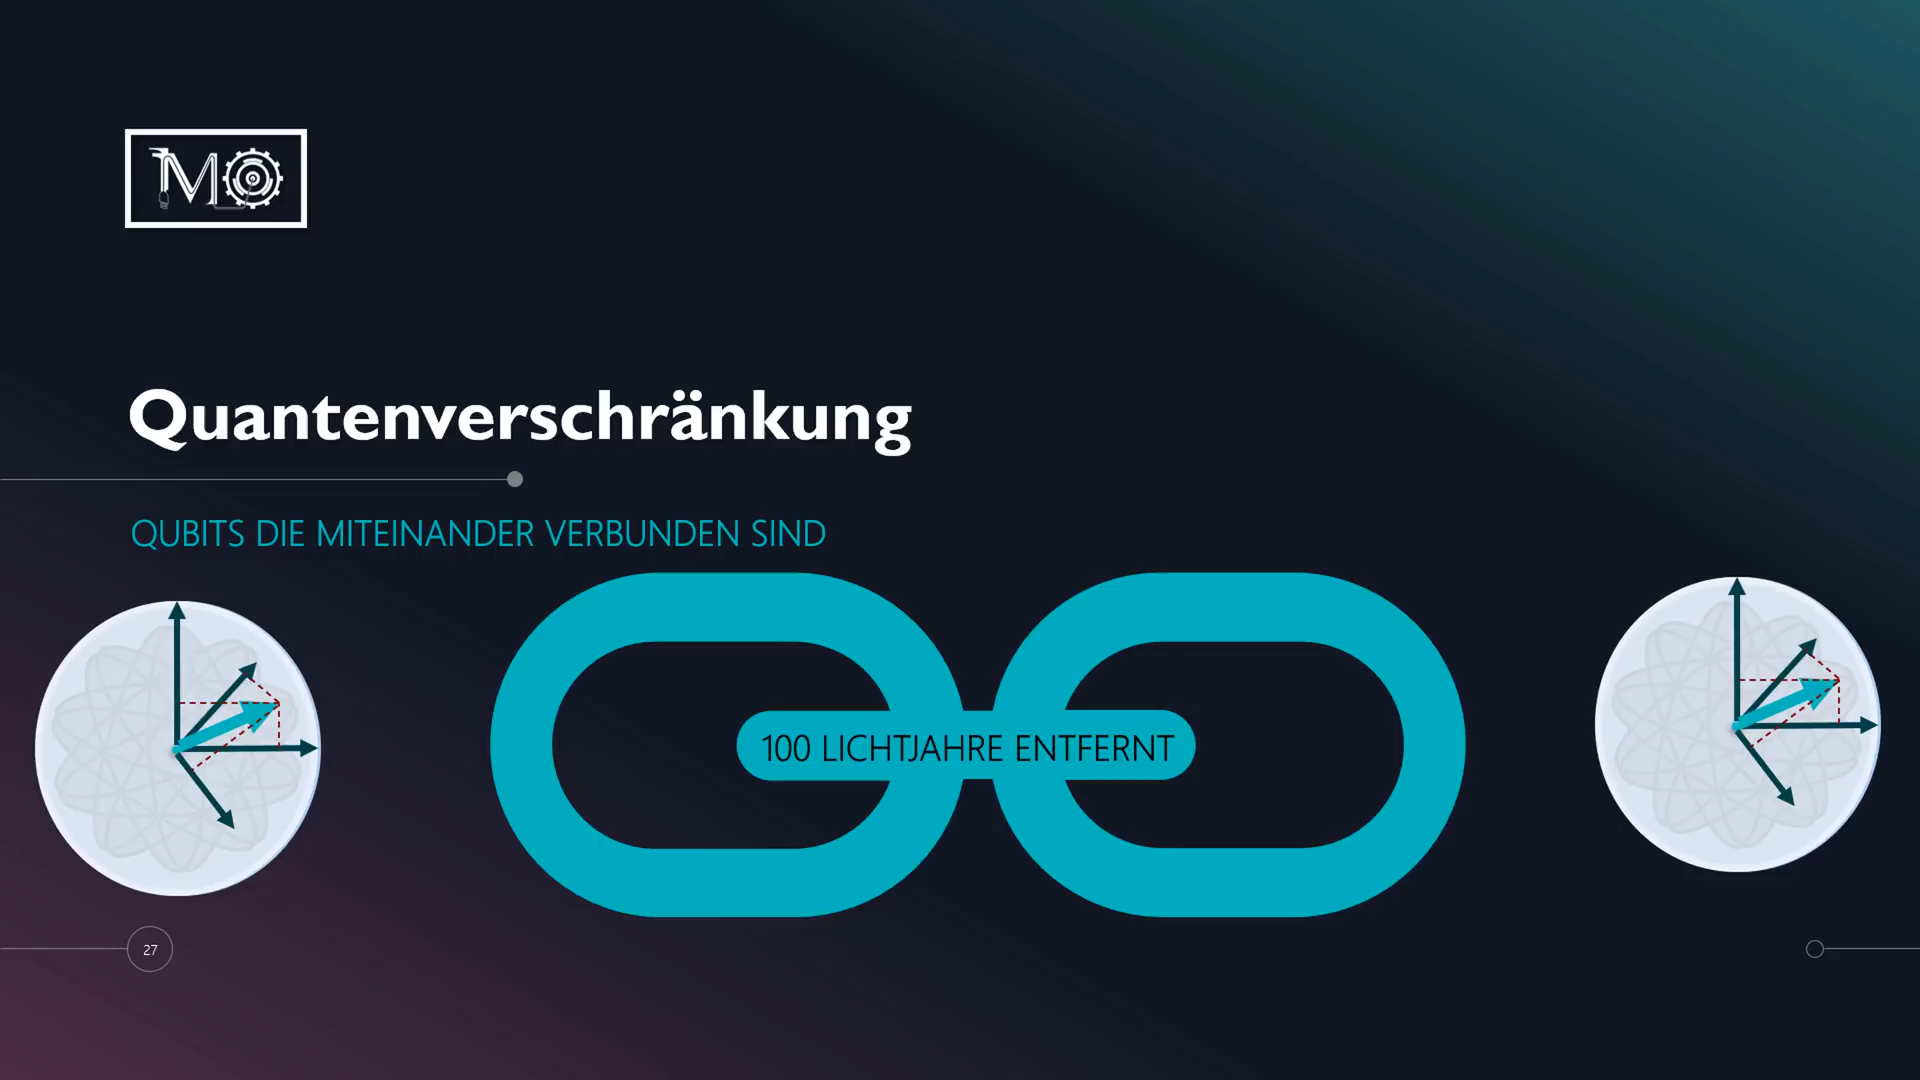 MO
Quantenverschränkung
QUBITS DIE MITEINANDER VERBUNDEN SIND
100 LICHTJAHRE ENTFERNT
27